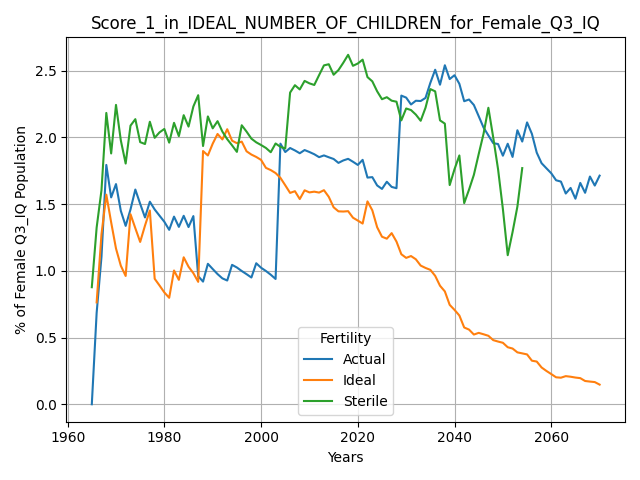 Score_1_in_IDEAL_NUMBER_OF_CHILDREN_for_Female_Q3_IQ
% of Female Q3_IQ Population
2.5
2.0
1.5
1.0
0.5
0.0
Fertility
Actual
Ideal
Sterile
1960 1980 2000 2020 2040 2060
Years